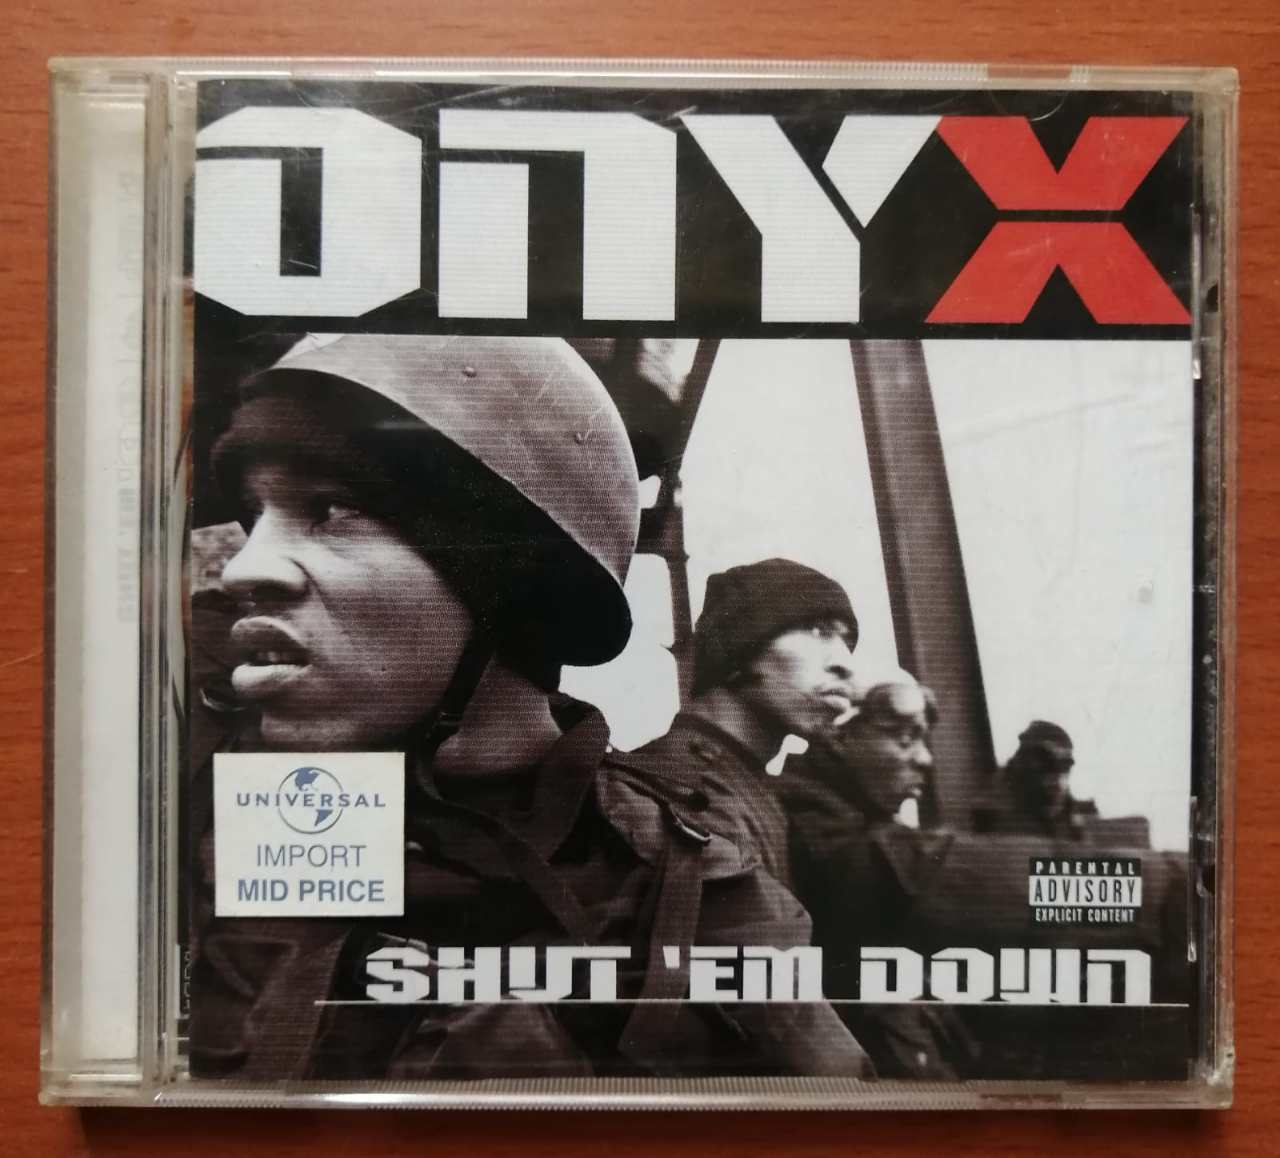 ONYX
UNIVERSAL
IMPORT
MID PRICE
PARENTAL
ADVISORY
EXPLICIT CONTENT
SHUT 'EM DOWN